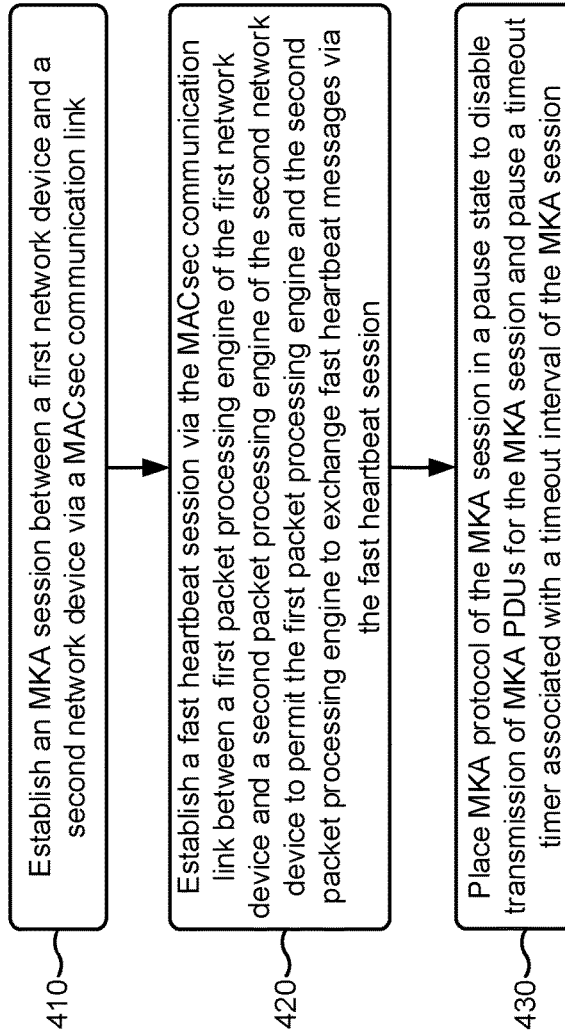 410
Establish an MKA session between a first network device and a
second network device via a MACsec communication link
420
Establish a fast heartbeat session via the MACsec communication
link between a first packet processing engine of the first network
device and a second packet processing device of the second network
device to permit the first packet processing engine and the second
packet processing engine to exchange fast heartbeat messages via
the fast heartbeat session
430
Place MKA protocol of the MKA session in a pause state to disable
transmission of MKA PDUs for the MKA session and pause a timeout
timer associated with a timeout interval of the MKA session